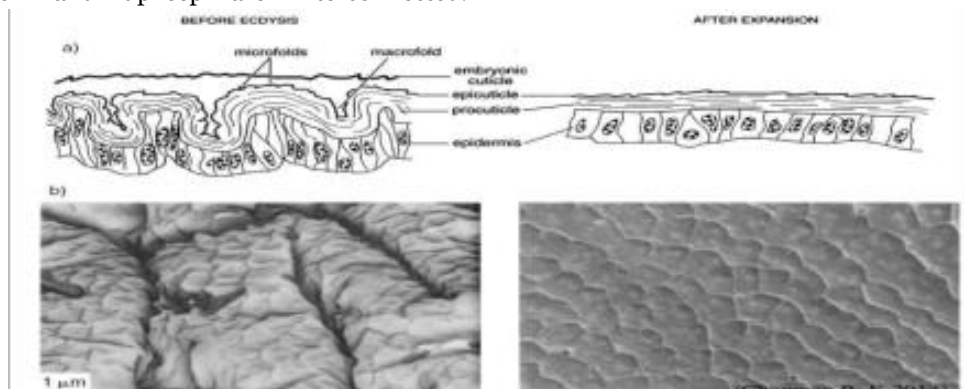 BEFORE ECDYSIS
AFTER EXPANSION
a)
microfolds
macrofold
embryonic
cuticle
epicuticle
procuticle
epidermis
b)
1 μm